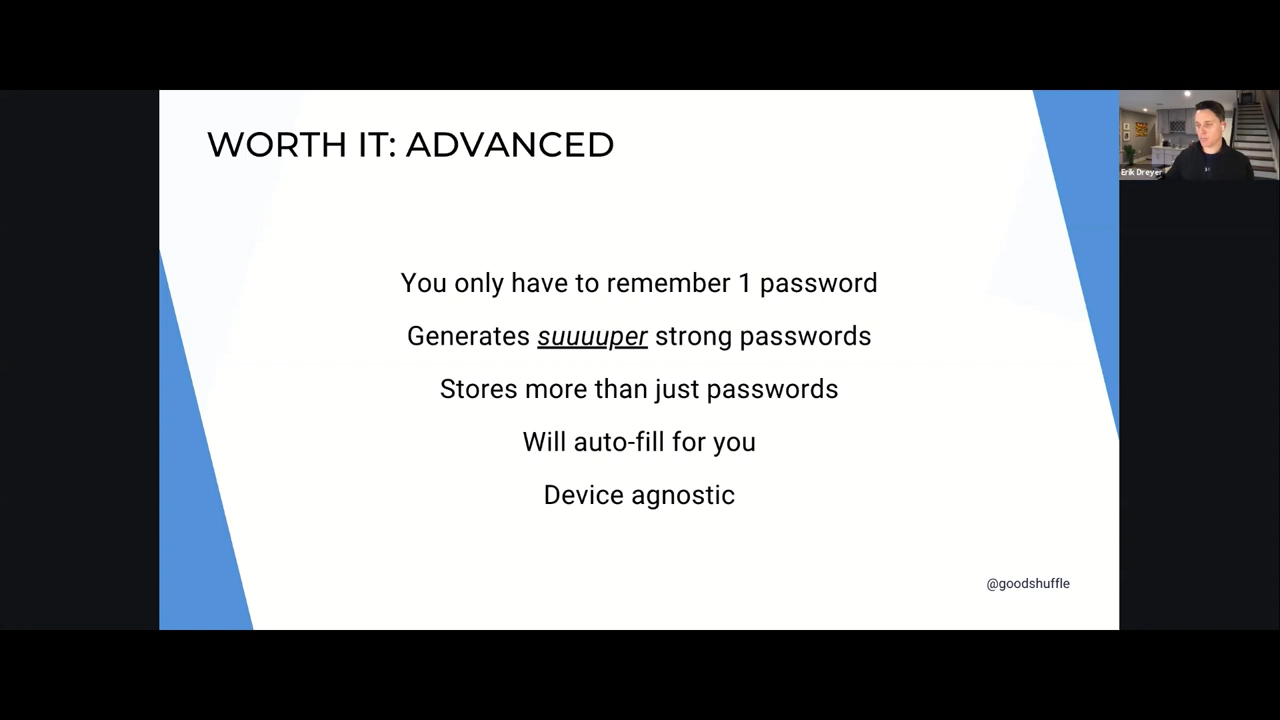 WORTH IT: ADVANCED
Erik Dreyer
You only have to remember 1 password
Generates suuuuper strong passwords
Stores more than just passwords
Will auto-fill for you
Device agnostic
@goodshuffle